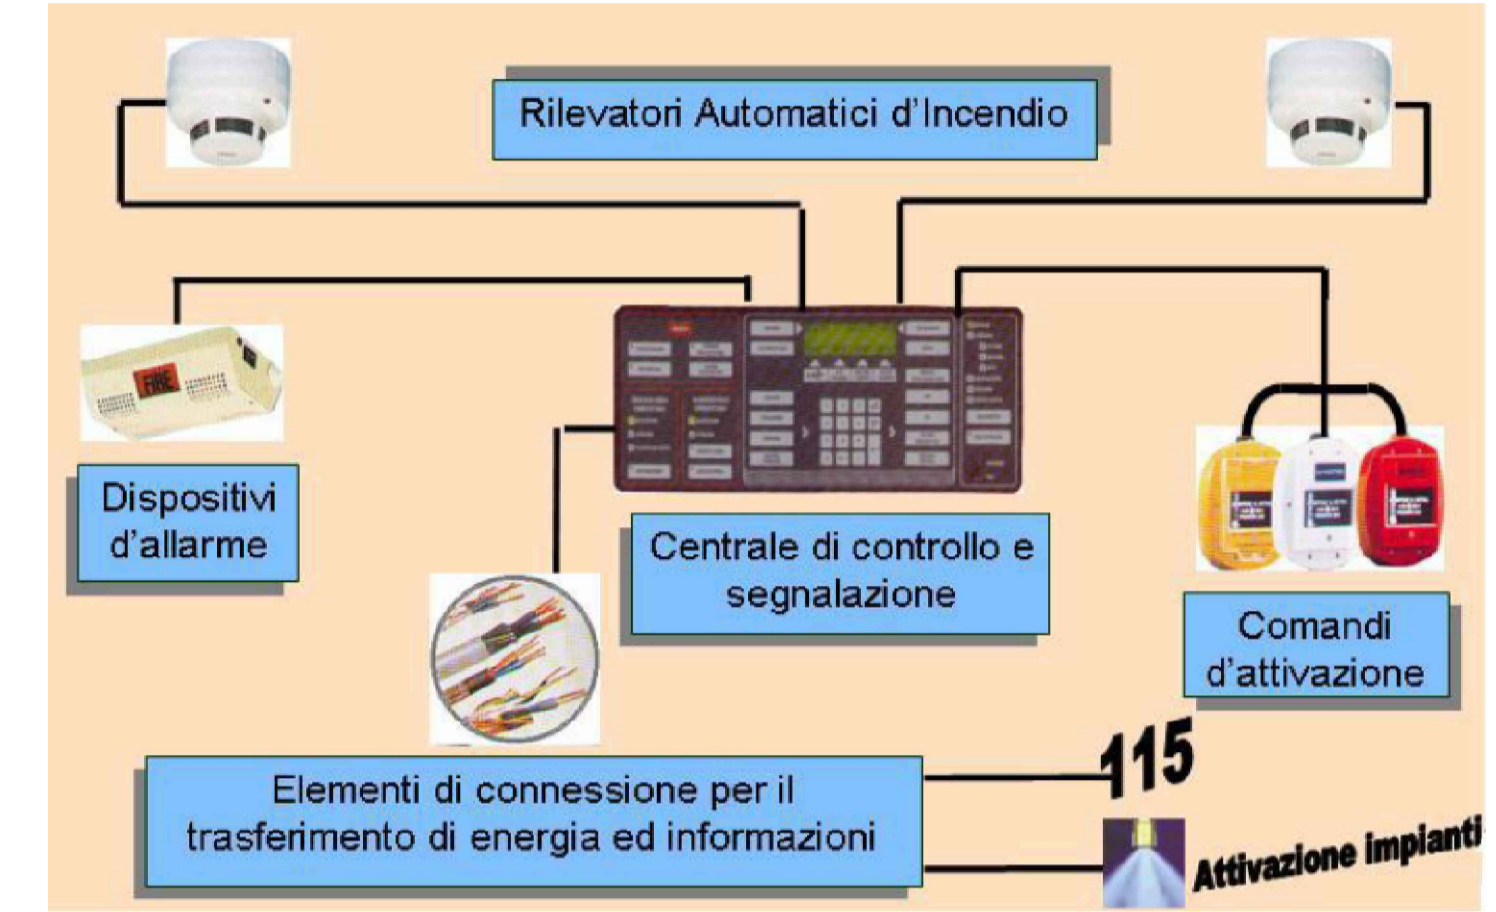 Rilevatori Automatici d'Incendio
FIRE
Dispositivi
d'allarme
Centrale di controllo e
segnalazione
Comandi
d'attivazione
Elementi di connessione per il
trasferimento di energia ed informazioni
115
Attivazione impianti